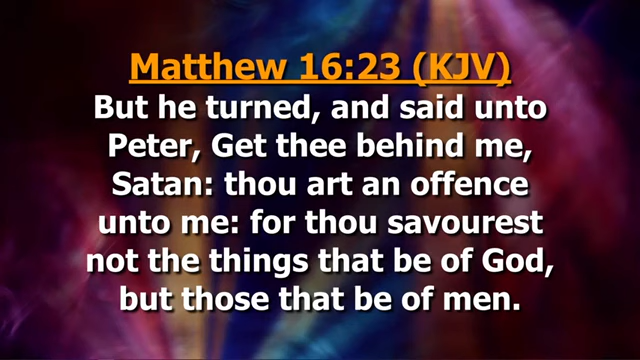 Matthew 16:23 (KJV)
But he turned, and said unto
Peter, Get thee behind me,
Satan: thou art an offence
unto me: for thou savourest
not the things that be of God,
but those that be of men.